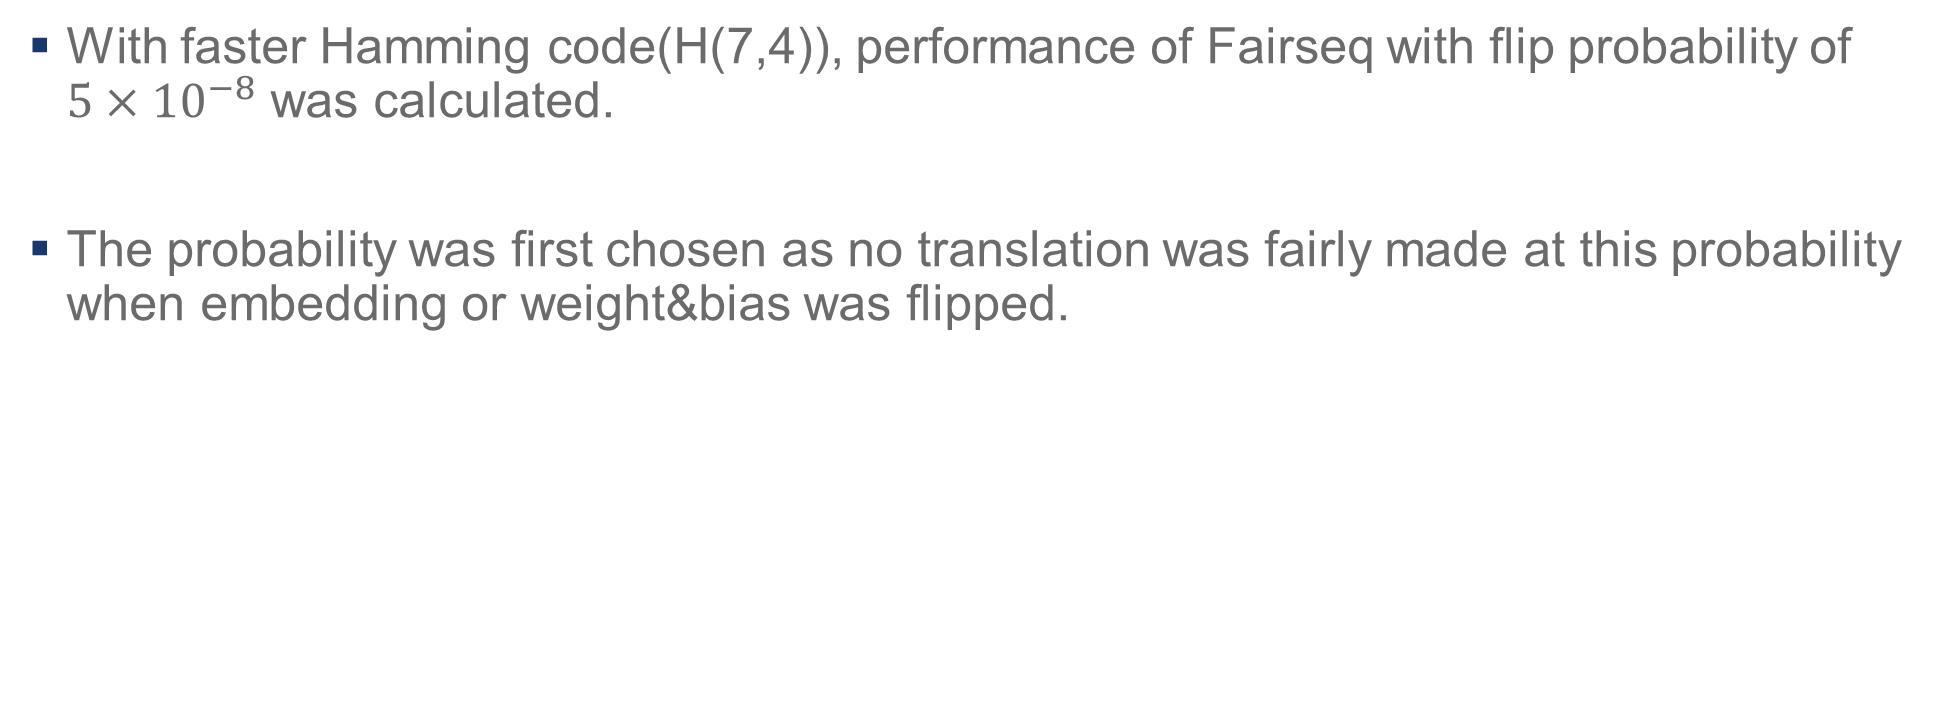 ▪ With faster Hamming code(H(7,4)), performance of Fairseq with flip probability of
5 × 10⁻⁸ was calculated.
▪ The probability was first chosen as no translation was fairly made at this probability
when embedding or weight&bias was flipped.